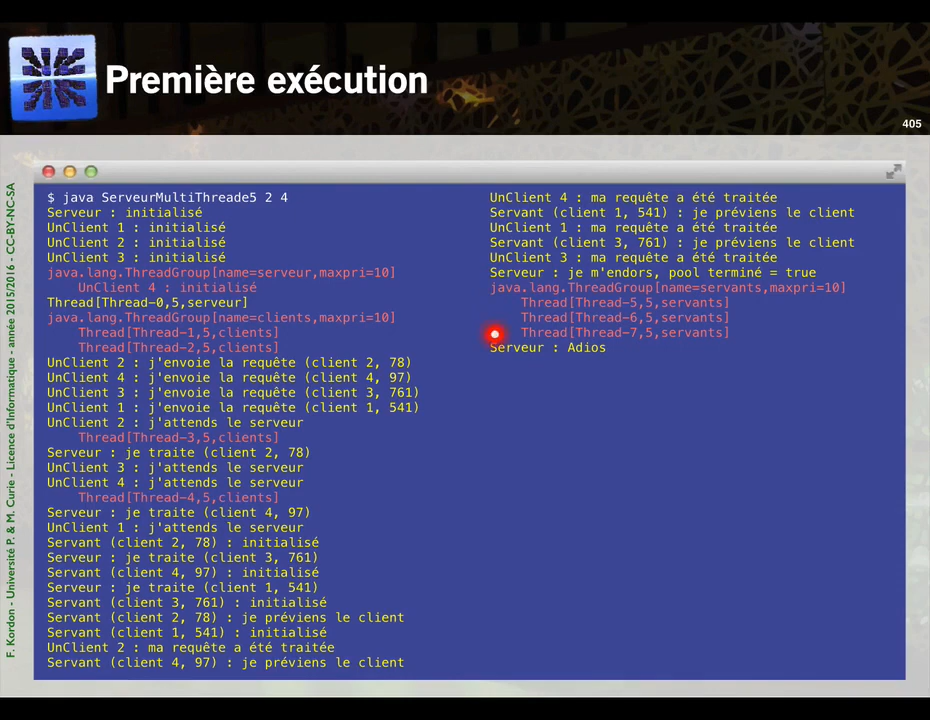 Première exécution
405
F. Kordon - Université P. & M. Curie - Licence d'Informatique - année 2015/2016 - CC-BY-NC-SA
$ java ServeurMultiThreade5 2 4
Serveur : initialisé
UnClient 1 : initialisé
UnClient 2 : initialisé
UnClient 3 : initialisé
java.lang.ThreadGroup[name=serveur,maxpri=10]
    UnClient 4 : initialisé
Thread[Thread-0,5,serveur]
java.lang.ThreadGroup[name=clients,maxpri=10]
    Thread[Thread-1,5,clients]
    Thread[Thread-2,5,clients]
UnClient 2 : j'envoie la requête (client 2, 78)
UnClient 4 : j'envoie la requête (client 4, 97)
UnClient 3 : j'envoie la requête (client 3, 761)
UnClient 1 : j'envoie la requête (client 1, 541)
UnClient 2 : j'attends le serveur
    Thread[Thread-3,5,clients]
Serveur : je traite (client 2, 78)
UnClient 3 : j'attends le serveur
UnClient 4 : j'attends le serveur
    Thread[Thread-4,5,clients]
Serveur : je traite (client 4, 97)
UnClient 1 : j'attends le serveur
Servant (client 2, 78) : initialisé
Serveur : je traite (client 3, 761)
Servant (client 4, 97) : initialisé
Serveur : je traite (client 1, 541)
Servant (client 3, 761) : initialisé
Servant (client 2, 78) : je préviens le client
Servant (client 1, 541) : initialisé
UnClient 2 : ma requête a été traitée
Servant (client 4, 97) : je préviens le client
UnClient 4 : ma requête a été traitée
Servant (client 1, 541) : je préviens le client
UnClient 1 : ma requête a été traitée
Servant (client 3, 761) : je préviens le client
UnClient 3 : ma requête a été traitée
Serveur : je m'endors, pool terminé = true
java.lang.ThreadGroup[name=servants,maxpri=10]
    Thread[Thread-5,5,servants]
    Thread[Thread-6,5,servants]
    Thread[Thread-7,5,servants]
Serveur : Adios